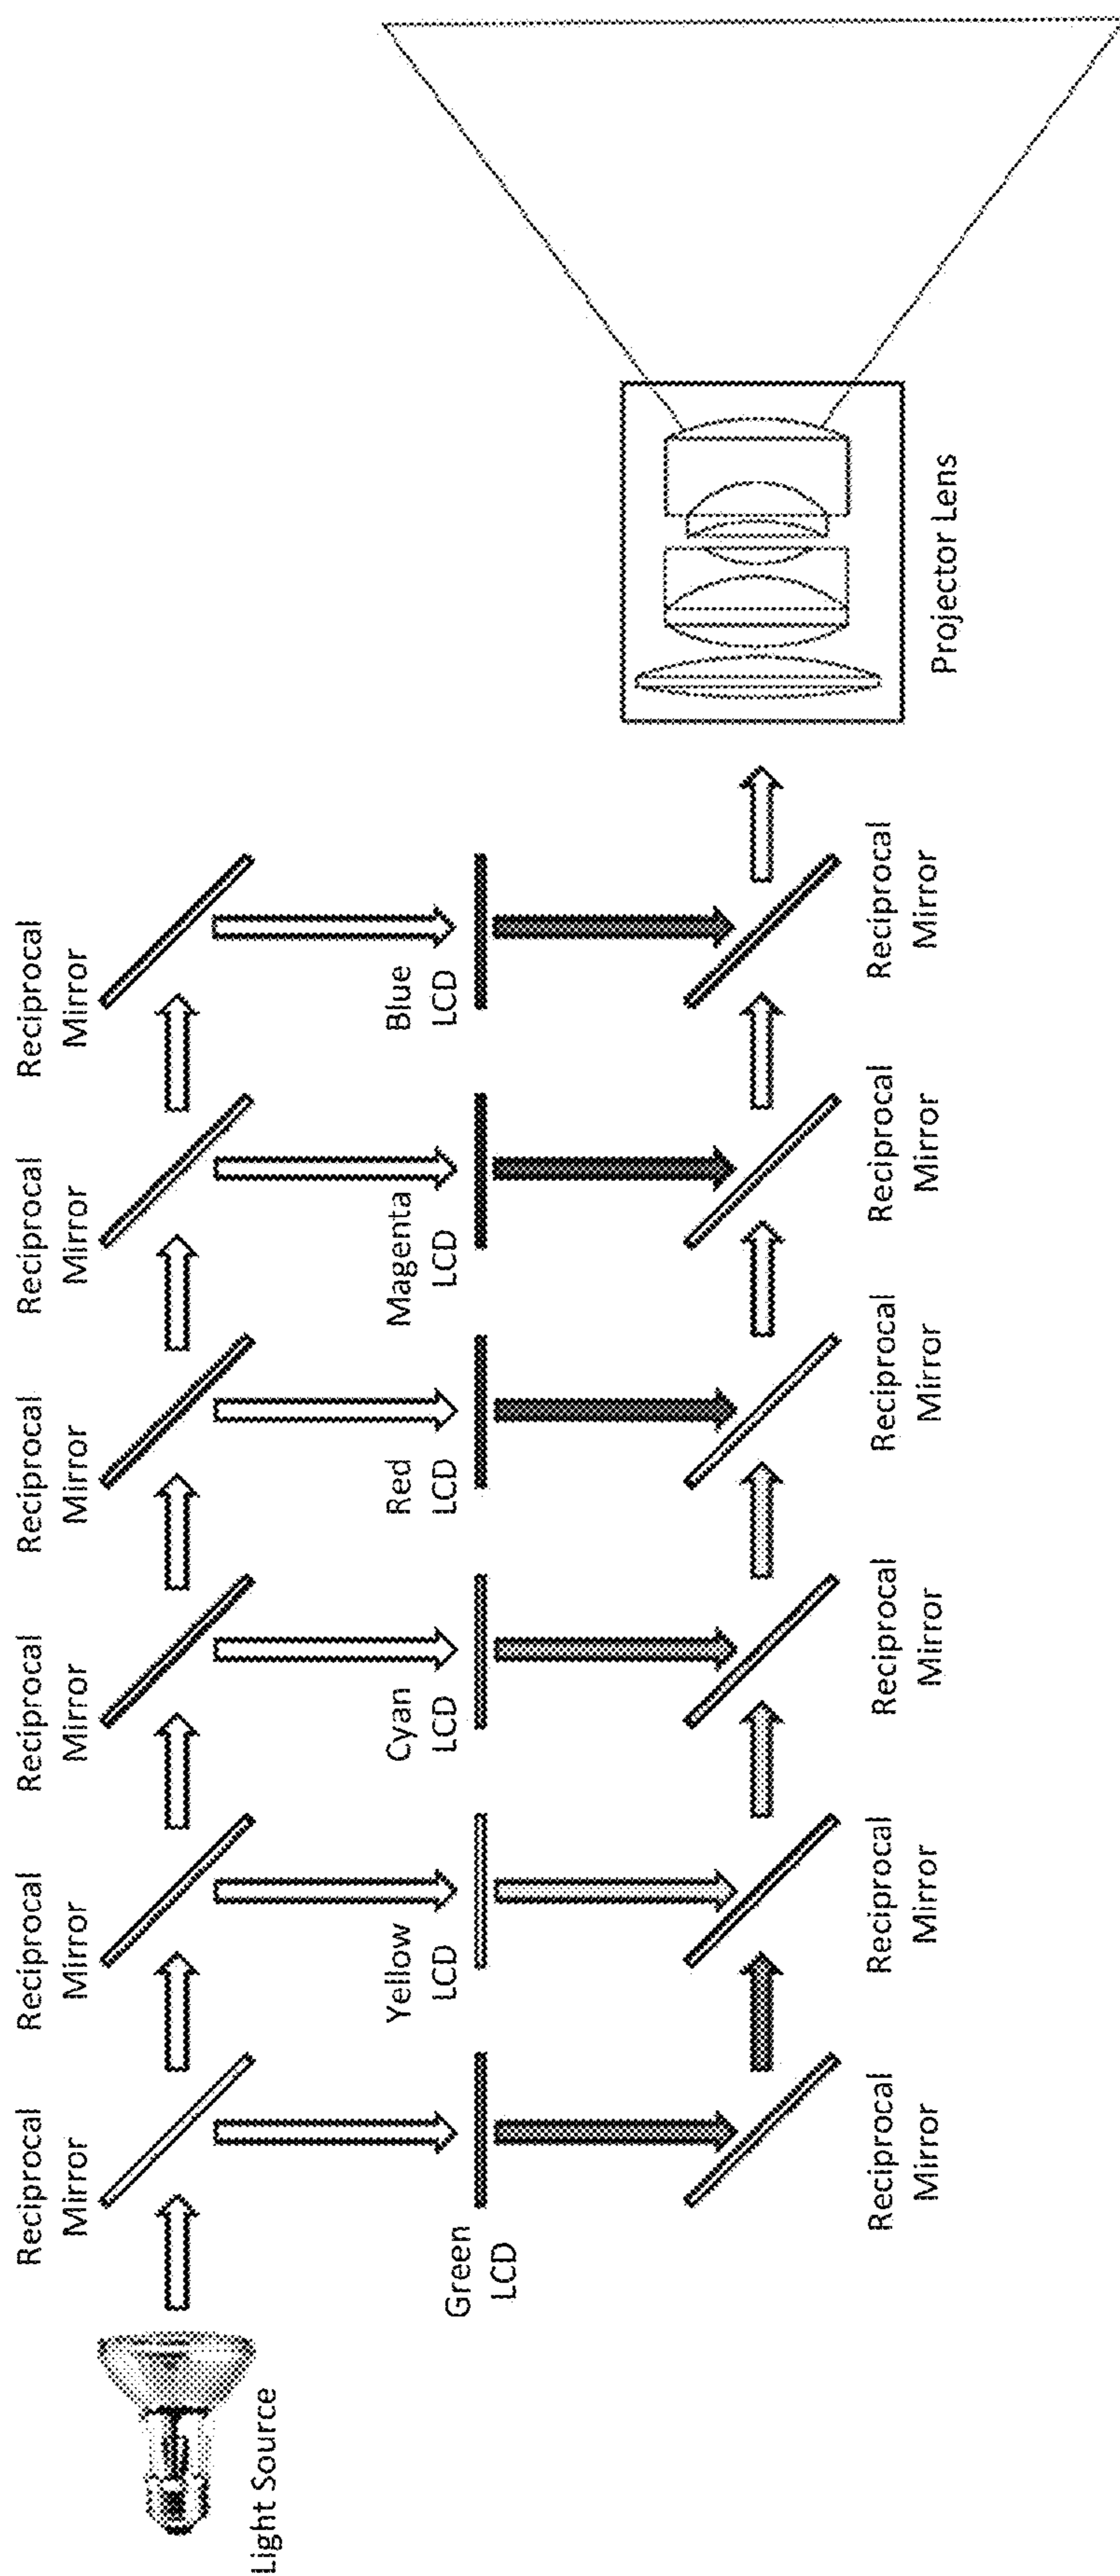 Reciprocal
Mirror
Reciprocal
Mirror
Reciprocal
Mirror
Reciprocal
Mirror
Reciprocal
Mirror
Reciprocal
Mirror
Light Source
Green
LCD
Yellow
LCD
Cyan
LCD
Red
LCD
Magenta
LCD
Blue
LCD
Reciprocal
Mirror
Reciprocal
Mirror
Reciprocal
Mirror
Reciprocal
Mirror
Reciprocal
Mirror
Reciprocal
Mirror
Projector Lens